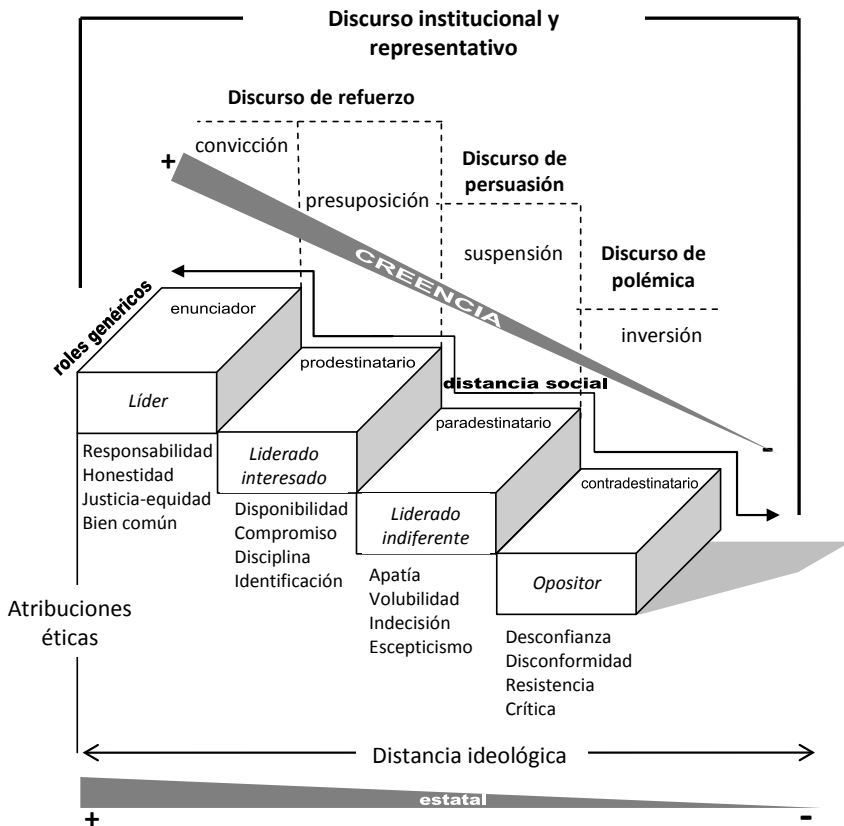 Discurso institucional y
representativo
Discurso de refuerzo
convicción
+
presuposición
Discurso de
persuasión
suspensión
Discurso de
polémica
inversión
CREENCIA
-
roles genéricos
enunciador
prodestinatario
distancia social
paradestinatario
contradestinatario
Líder
Responsabilidad
Honestidad
Justicia-equidad
Bien común
Liderado
interesado
Disponibilidad
Compromiso
Disciplina
Identificación
Liderado
indiferente
Apatía
Volubilidad
Indecisión
Escepticismo
Opositor
Desconfianza
Disconformidad
Resistencia
Crítica
Atribuciones
éticas
Distancia ideológica
estatal
+
-